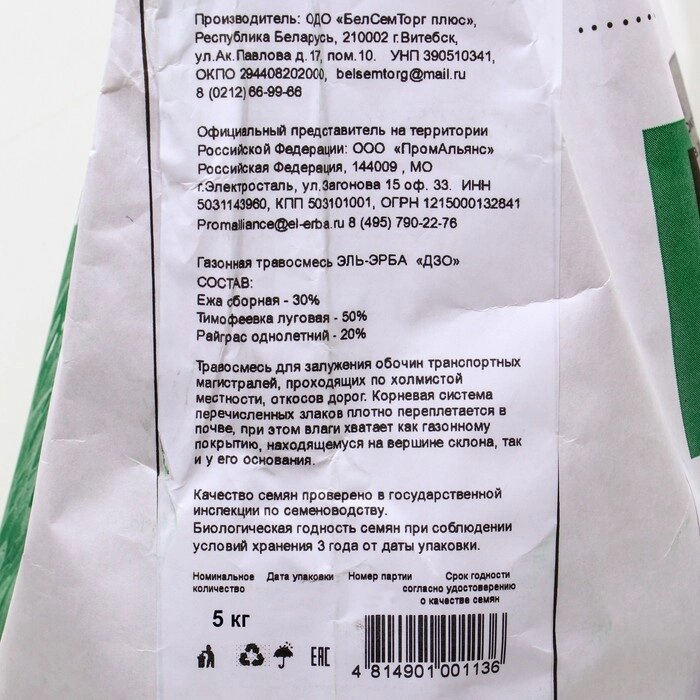 Производитель: ОДО «БелСемТорг плюс»,
Республика Беларусь, 210002 г.Витебск,
ул.Ак.Павлова д.17, пом.10. УНП 390510341,
ОКПО 294408202000, belsemtorg@mail.ru
8 (0212) 66-99-66
Официальный представитель на территории
Российской Федерации: ООО «ПромАльянс»
Российская Федерация, 144009 , МО
г.Электросталь, ул.Загонова 15 оф. 33. ИНН
5031143960, КПП 503101001, ОГРН 1215000132841
Promalliance@el-erba.ru 8 (495) 790-22-76
Газонная травосмесь ЭЛЬ-ЭРБА «ДЗО»
СОСТАВ:
Ежа сборная - 30%
Тимофеевка луговая - 50%
Райграс однолетний - 20%
Травосмесь для залужения обочин транспортных
магистралей, проходящих по холмистой
местности, откосов дорог. Корневая система
перечисленных злаков плотно переплетается в
почве, при этом влаги хватает как газонному
покрытию, находящемуся на вершине склона, так
и у его основания.
Качество семян проверено в государственной
инспекции по семеноводству.
Биологическая годность семян при соблюдении
условий хранения 3 года от даты упаковки.
Номинальное количество Дата упаковки Номер партии Срок годности согласно удостоверению о качестве семян
5 кг
EAC
4 814901 001136